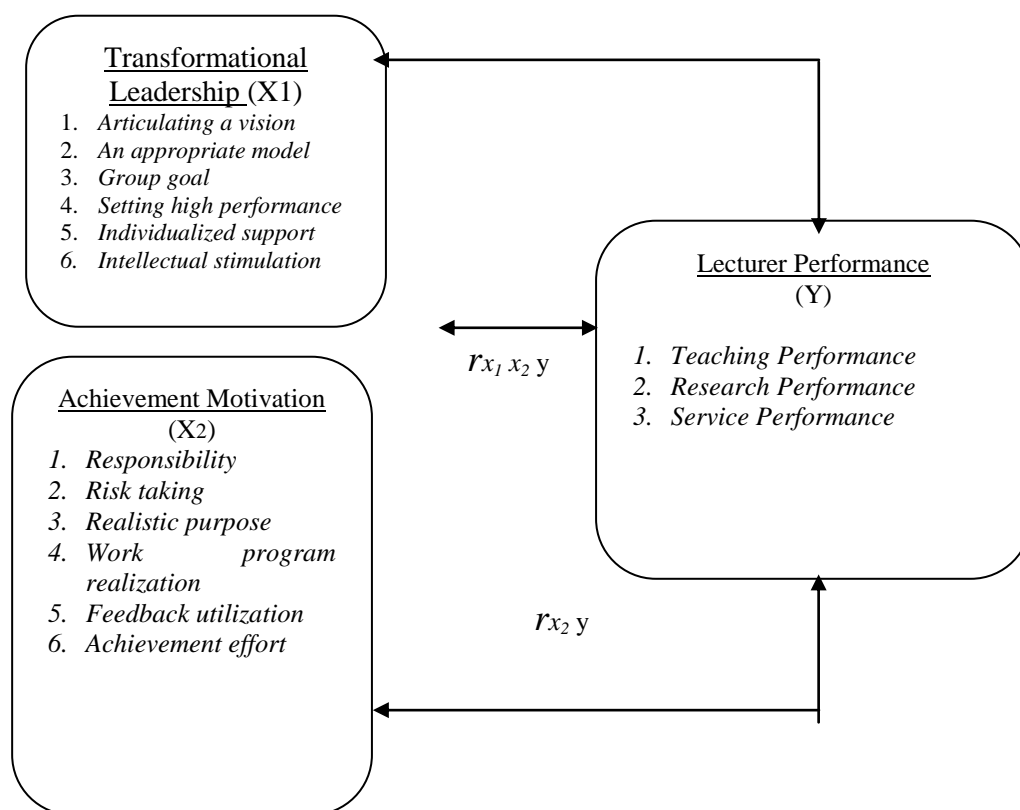 Transformational
Leadership (X1)
1. Articulating a vision
2. An appropriate model
3. Group goal
4. Setting high performance
5. Individualized support
6. Intellectual stimulation
Lecturer Performance
(Y)
1. Teaching Performance
2. Research Performance
3. Service Performance
rx1 x2 y
Achievement Motivation
(X2)
1. Responsibility
2. Risk taking
3. Realistic purpose
4. Work program
realization
5. Feedback utilization
6. Achievement effort
rx2 y